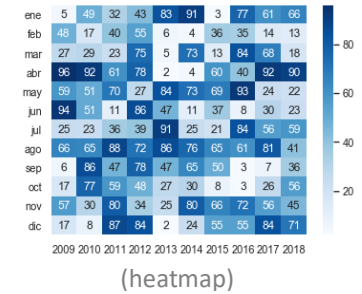 ene 5 49 32 43 83 91 3 77 61 66
feb 48 17 40 55 6 4 36 35 14 13
mar 27 29 23 75 5 73 13 84 68 18
abr 96 92 61 78 2 4 60 40 92 90
may 59 51 70 27 84 73 69 93 24 22
jun 94 51 11 86 47 11 37 8 30 23
jul 25 23 36 39 91 25 21 84 56 59
ago 66 65 88 72 86 76 65 61 81 41
sep 6 86 47 78 47 65 50 3 7 36
oct 17 77 59 48 27 30 8 3 26 56
nov 57 30 80 34 25 80 66 72 56 45
dic 17 8 87 84 2 24 55 55 84 71
2009 2010 2011 2012 2013 2014 2015 2016 2017 2018
80
60
40
20
(heatmap)